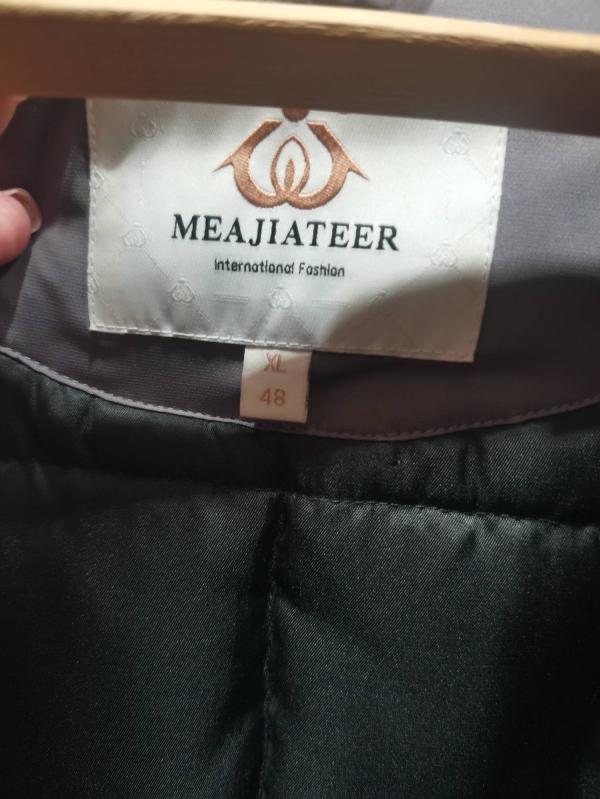 MEAJIATEER
International Fashion
XL
48